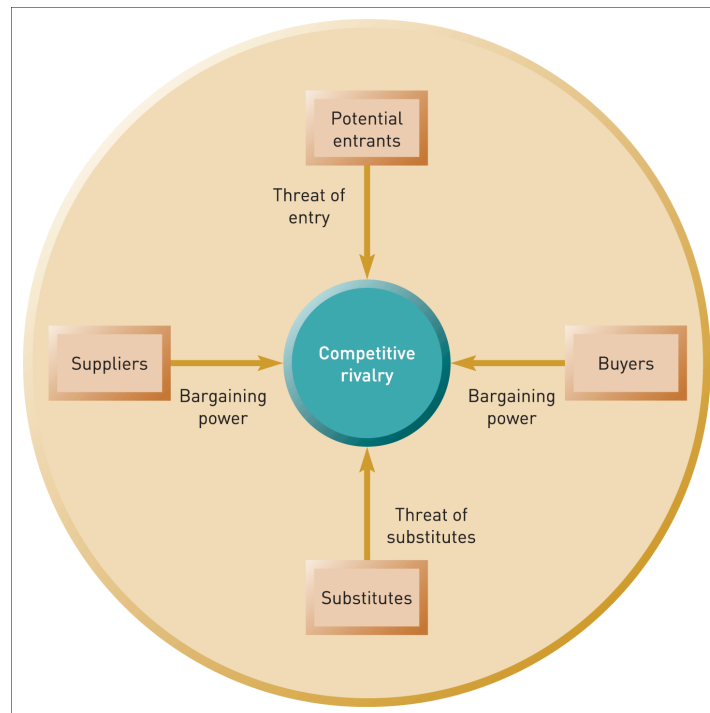 Potential
entrants
Threat of
entry
Suppliers
Bargaining
power
Competitive
rivalry
Buyers
Bargaining
power
Threat of
substitutes
Substitutes